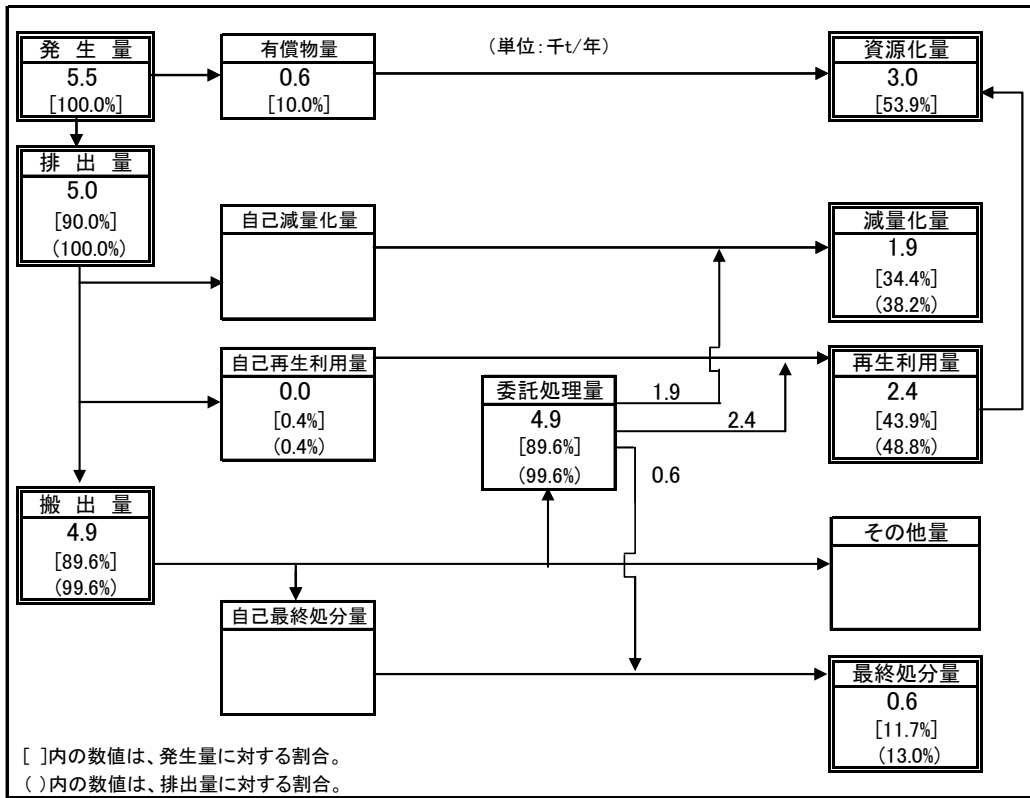 発 生 量
5.5
[100.0%]
有償物量
0.6
[10.0%]
（単位：千t/年）
資源化量
3.0
[53.9%]
排 出 量
5.0
[90.0%]
(100.0%)
自己減量化量
減量化量
1.9
[34.4%]
(38.2%)
自己再生利用量
0.0
[0.4%]
(0.4%)
委託処理量
4.9
[89.6%]
(99.6%)
1.9
2.4
0.6
再生利用量
2.4
[43.9%]
(48.8%)
搬 出 量
4.9
[89.6%]
(99.6%)
その他量
自己最終処分量
最終処分量
0.6
[11.7%]
(13.0%)
[ ]内の数値は、発生量に対する割合。
( )内の数値は、排出量に対する割合。